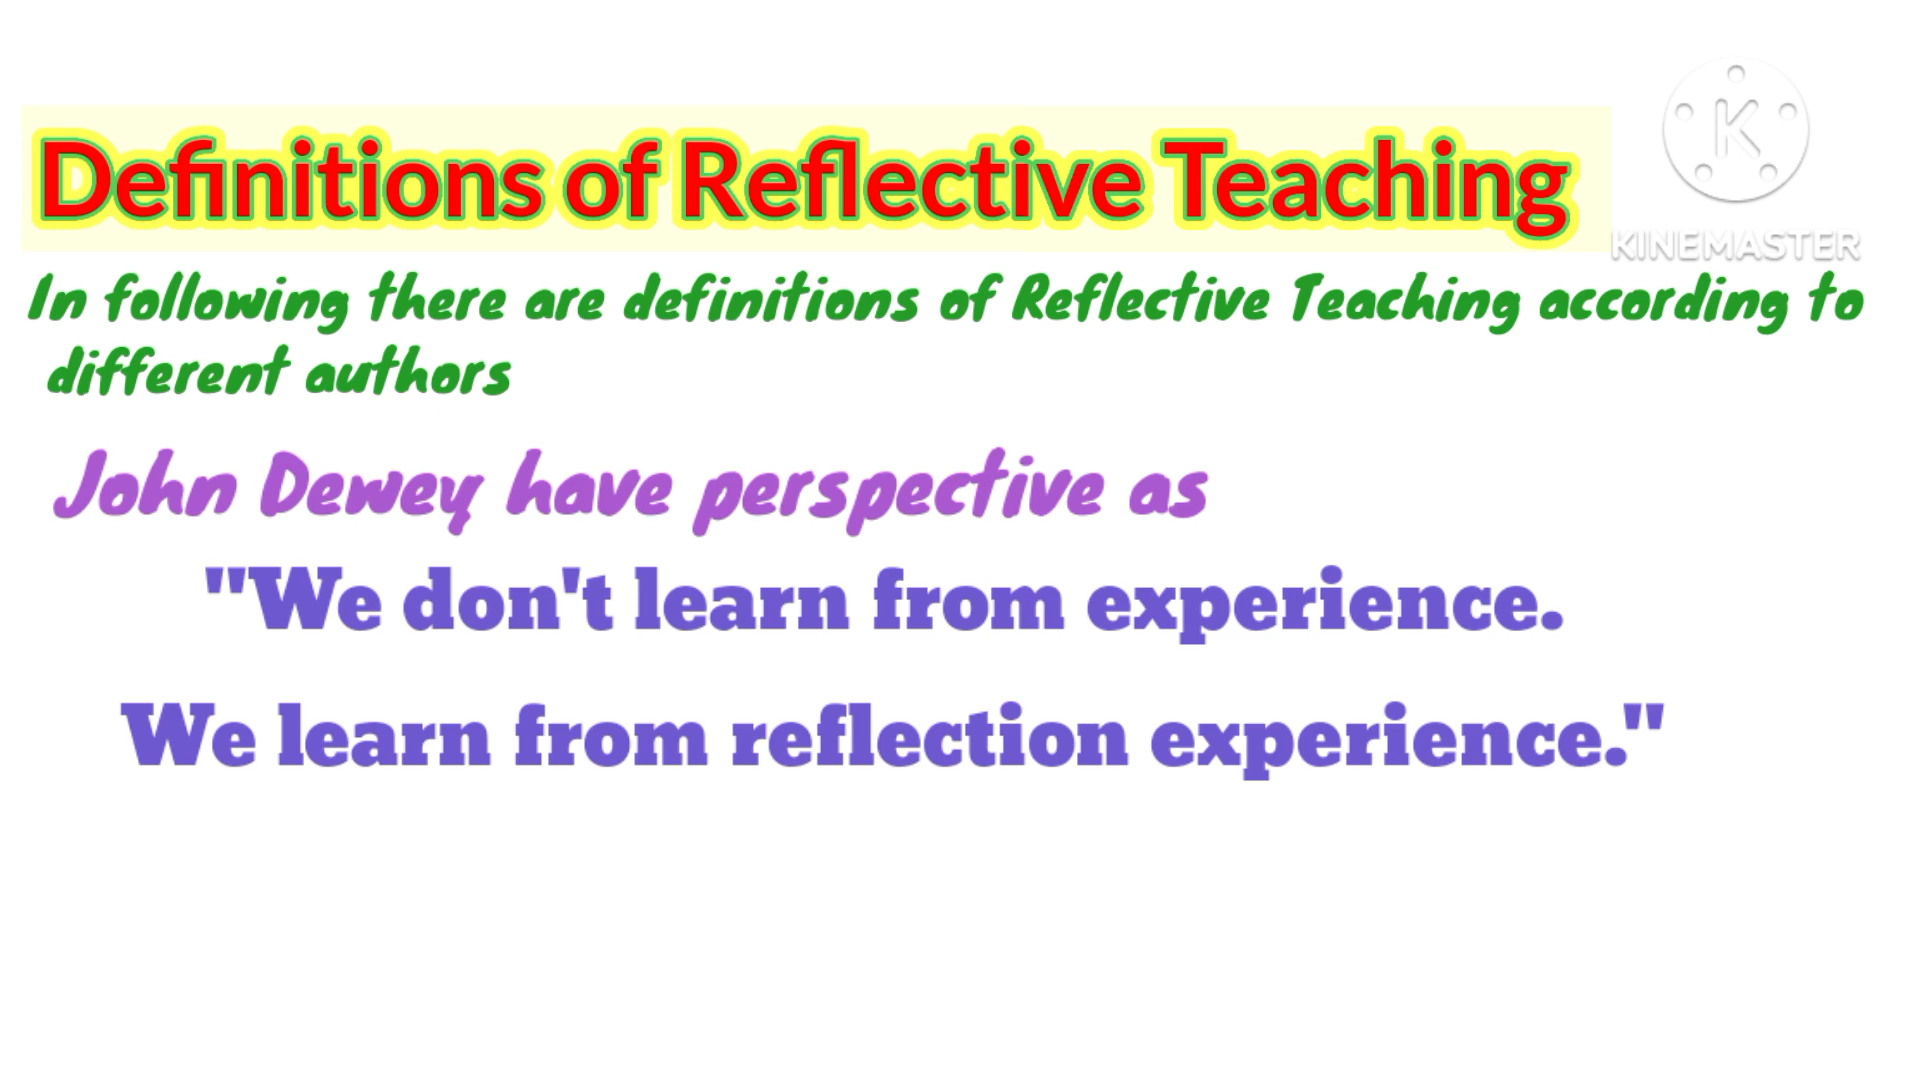 Definitions of Reflective Teaching
K
KINEMASTER
In following there are definitions of Reflective Teaching according to
different authors
John Dewey have perspective as
"We don't learn from experience.
We learn from reflection experience."